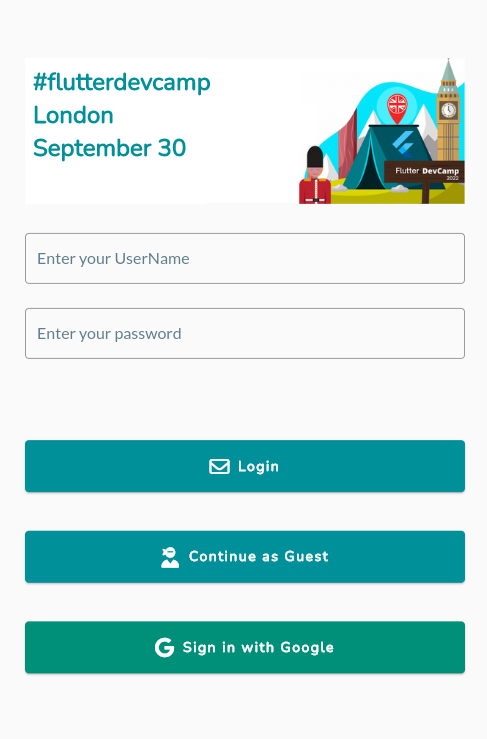 #flutterdevcamp
London
September 30
Flutter DevCamp
2022
Enter your UserName
Enter your password
Login
Continue as Guest
Sign in with Google